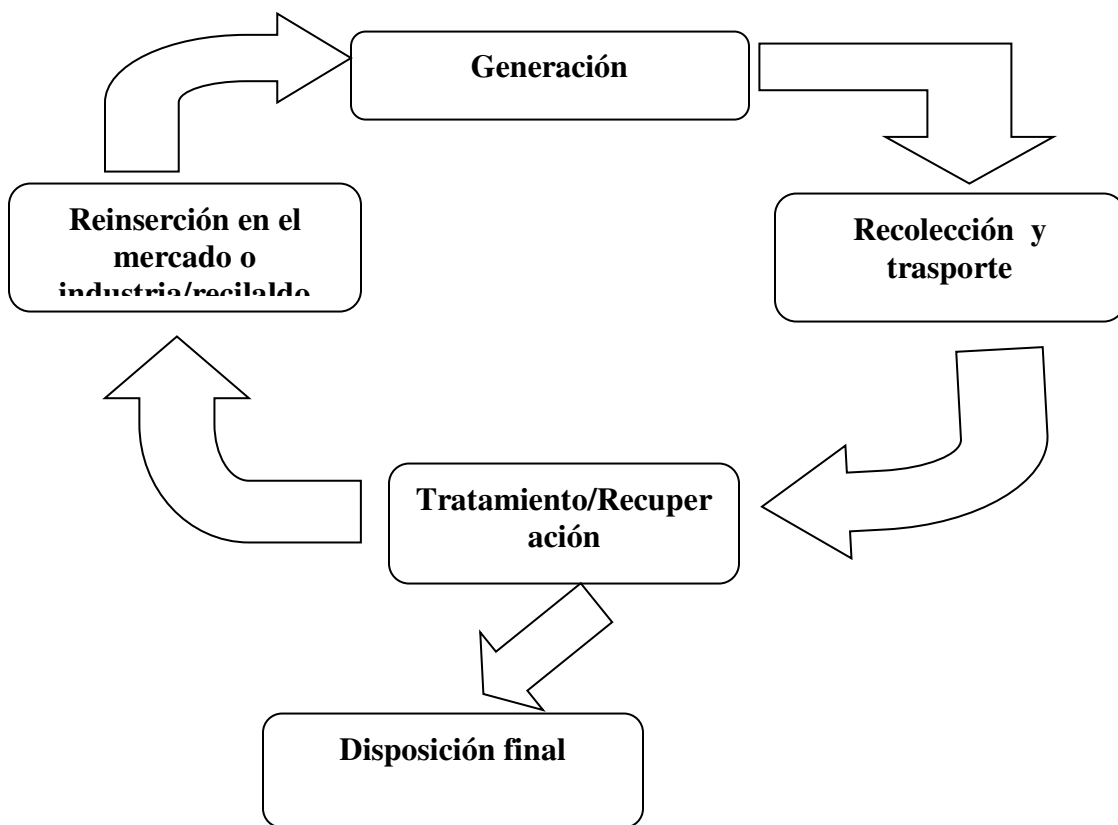 Generación
Reinserción en el
mercado o
industria/recilaldo
Recolección y
trasporte
Tratamiento/Recuper
ación
Disposición final